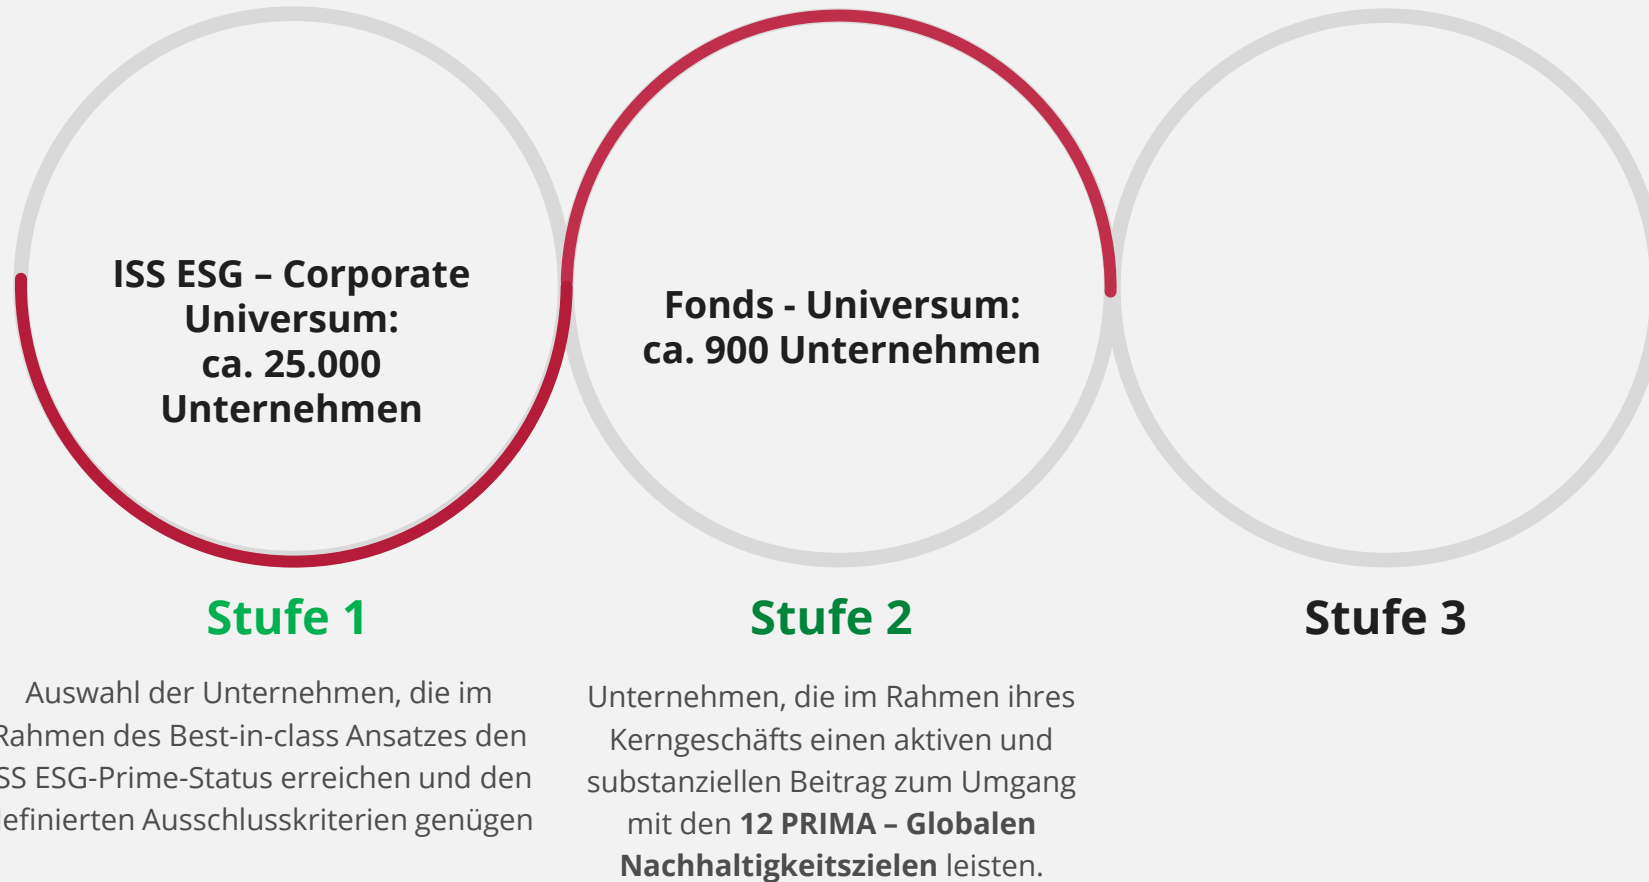 ISS ESG – Corporate
Universum:
ca. 25.000
Unternehmen
Fonds - Universum:
ca. 900 Unternehmen
Stufe 1
Stufe 2
Stufe 3
Auswahl der Unternehmen, die im
Rahmen des Best-in-class Ansatzes den
SS ESG-Prime-Status erreichen und den
definierten Ausschlusskriterien genügen
Unternehmen, die im Rahmen ihres
Kerngeschäfts einen aktiven und
substanziellen Beitrag zum Umgang
mit den 12 PRIMA – Globalen
Nachhaltigkeitszielen leisten.